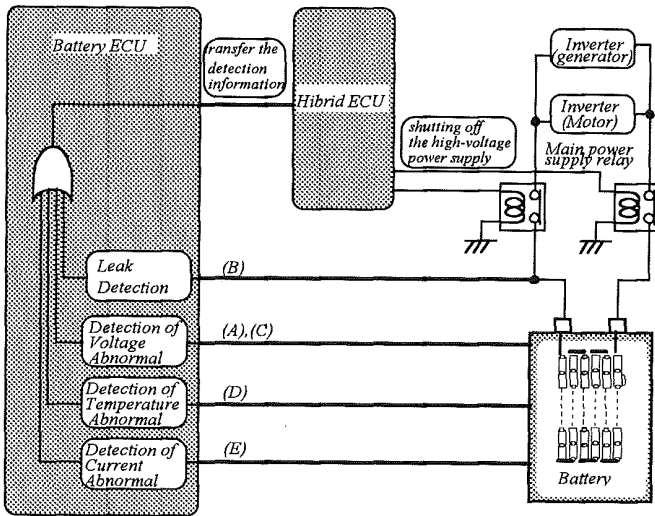 Battery ECU
ransfer the
detection
information
Hibrid ECU
Inverter
(generator)
Inverter
(Motor)
shutting off
the high-voltage
power supply
Main power
supply relay
Leak
Detection
(B)
Detection of
Voltage
Abnormal
(A),(C)
Detection of
Temperature
Abnormal
(D)
Detection of
Current
Abnormal
(E)
Battery